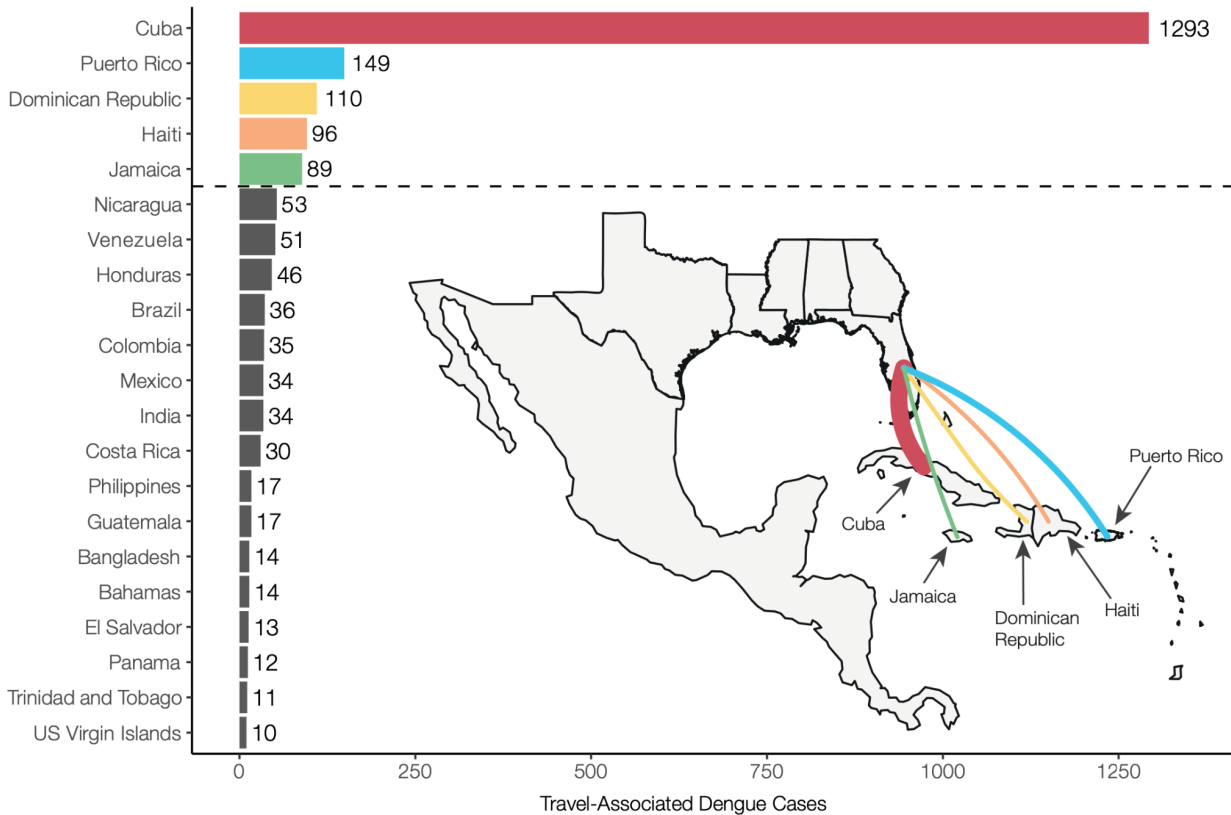 Cuba 1293
Puerto Rico 149
Dominican Republic 110
Haiti 96
Jamaica 89
Nicaragua 53
Venezuela 51
Honduras 46
Brazil 36
Colombia 35
Mexico 34
India 34
Costa Rica 30
Philippines 17
Guatemala 17
Bangladesh 14
Bahamas 14
El Salvador 13
Panama 12
Trinidad and Tobago 11
US Virgin Islands 10
Puerto Rico
Cuba
Jamaica
Dominican
Republic
Haiti
0 250 500 750 1000 1250
Travel-Associated Dengue Cases